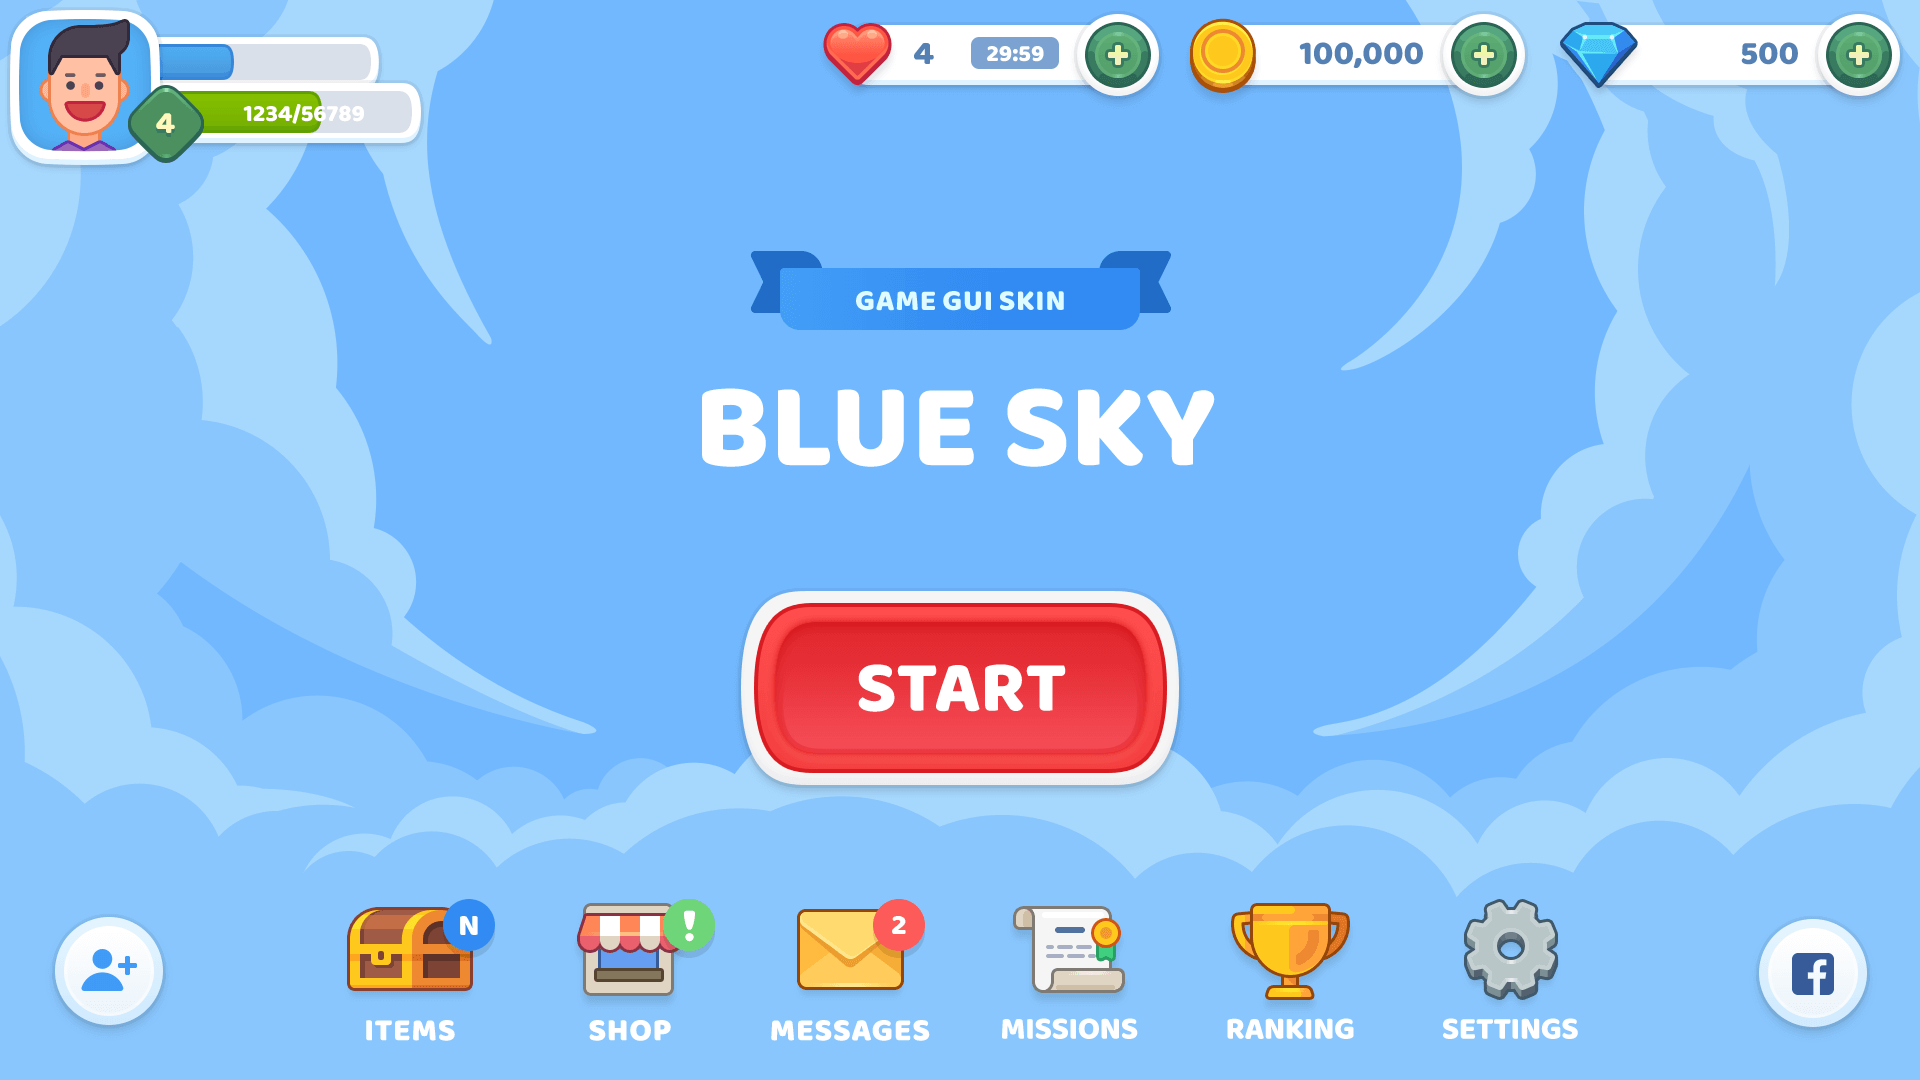 4 29:59 100,000 500
1234/56789
4
GAME GUI SKIN
BLUE SKY
START
N
2
ITEMS SHOP MESSAGES MISSIONS RANKING SETTINGS